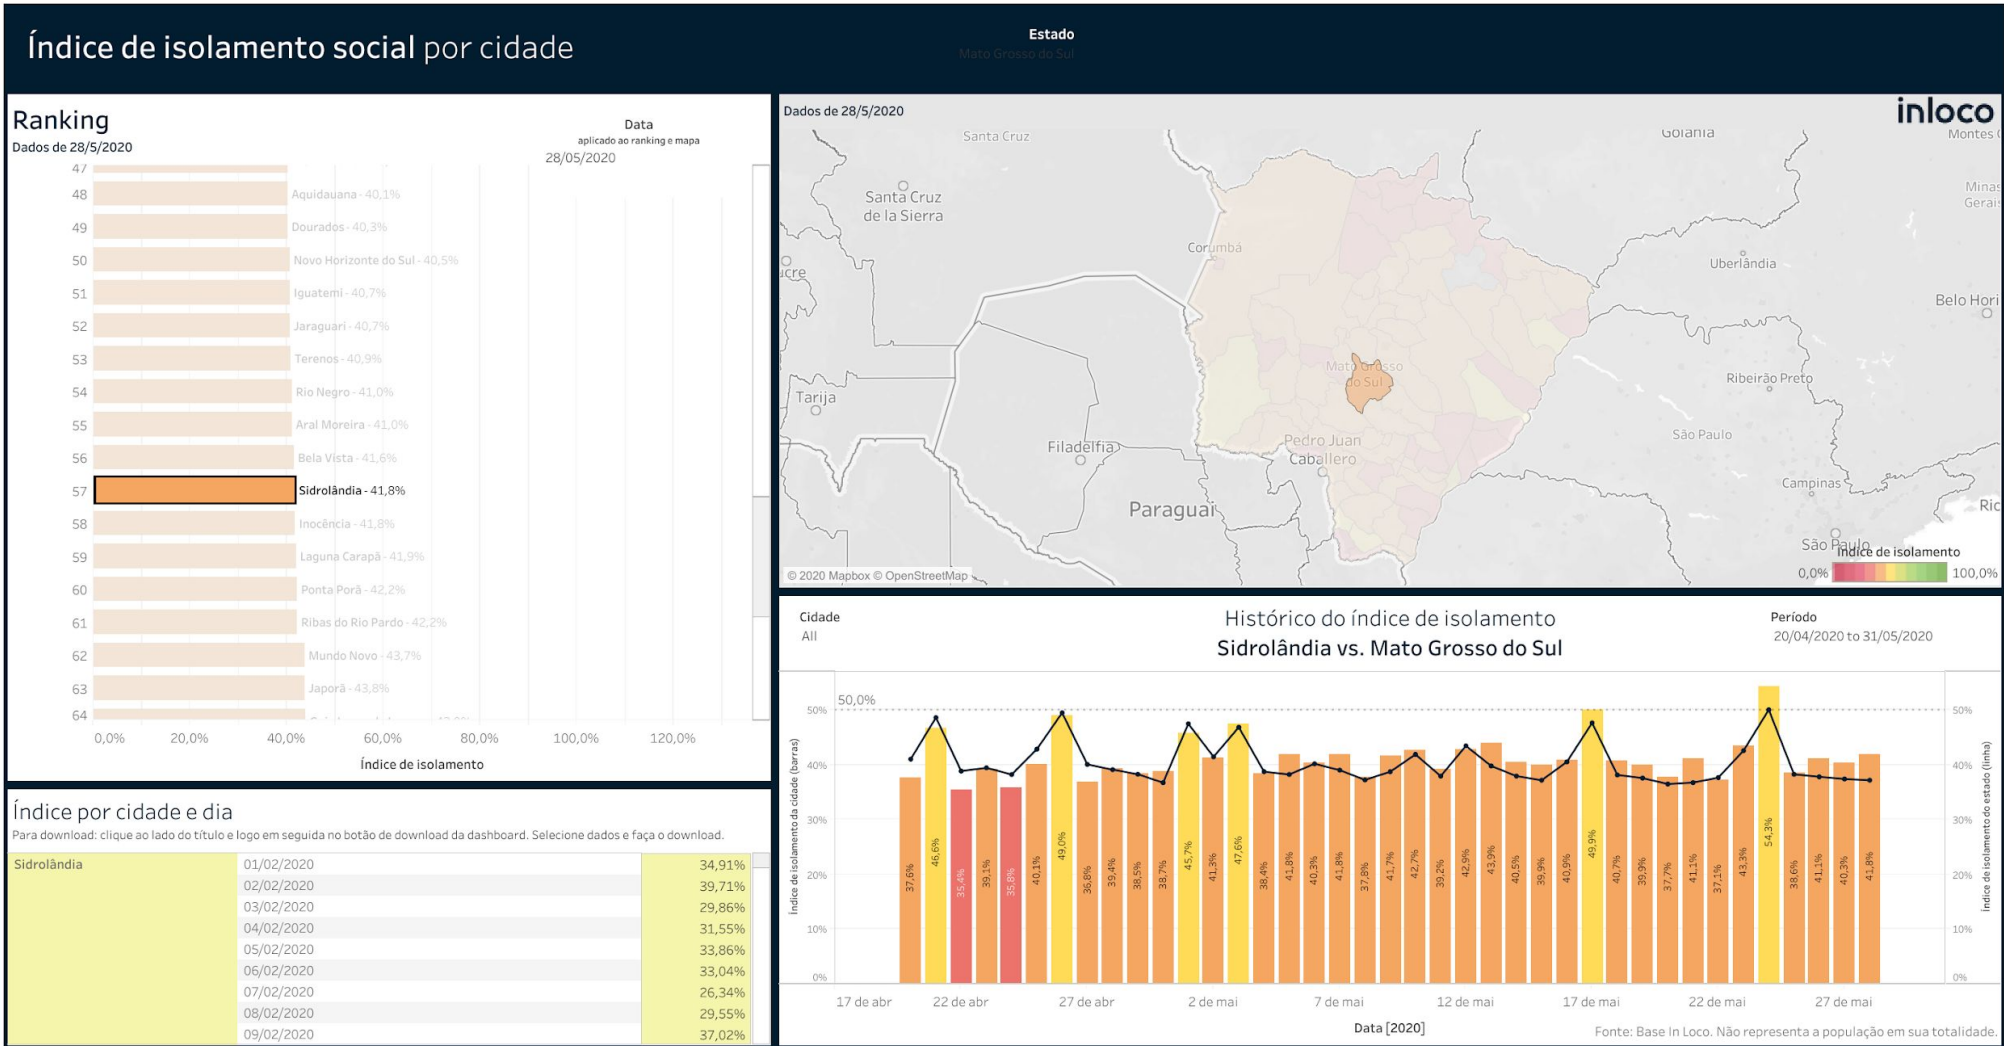 Índice de isolamento social por cidade
Estado
Mato Grosso do Sul
Ranking
Dados de 28/5/2020
Data
aplicado ao ranking e mapa
28/05/2020
47
48 Aquidauana - 40,1%
49 Dourados - 40,3%
50 Novo Horizonte do Sul - 40,5%
51 Iguatemi - 40,7%
52 Jaraguari - 40,7%
53 Terenos - 40,9%
54 Rio Negro - 41,0%
55 Aral Moreira - 41,0%
56 Bela Vista - 41,6%
57 Sidrolândia - 41,8%
58 Inocência - 41,8%
59 Laguna Carapã - 41,9%
60 Ponta Porã - 42,2%
61 Ribas do Rio Pardo - 42,2%
62 Mundo Novo - 43,7%
63 Japorã - 43,8%
64
0,0% 20,0% 40,0% 60,0% 80,0% 100,0% 120,0%
Índice de isolamento
Índice por cidade e dia
Para download: clique ao lado do título e logo em seguida no botão de download da dashboard. Selecione dados e faça o download.
Sidrolândia 01/02/2020 34,91%
02/02/2020 39,71%
03/02/2020 29,86%
04/02/2020 31,55%
05/02/2020 33,86%
06/02/2020 33,04%
07/02/2020 26,34%
08/02/2020 29,55%
09/02/2020 37,02%
Dados de 28/5/2020
inloco
Santa Cruz
Goiânia
Montes
Santa Cruz
de la Sierra
Minas
Gerais
Corumbá
Uberlândia
ucre
Belo Hori
Mato Grosso
do Sul
Ribeirão Preto
Tarija
São Paulo
Filadelfia
Pedro Juan
Caballero
Campinas
Paraguai
Ric
São Paulo
Índice de isolamento
0,0% 100,0%
© 2020 Mapbox © OpenStreetMap
Cidade
All
Histórico do índice de isolamento
Sidrolândia vs. Mato Grosso do Sul
Período
20/04/2020 to 31/05/2020
Índice de isolamento da cidade (barras)
50,0%
50%
40%
30%
20%
10%
0%
37,6% 46,6% 35,4% 39,1% 35,8% 40,1% 49,0% 36,8% 39,4% 38,5% 38,7% 45,7% 41,3% 47,6% 38,4% 41,8% 40,3% 41,8% 37,8% 41,7% 42,7% 39,2% 42,9% 43,9% 40,5% 39,9% 40,9% 49,9% 40,7% 39,9% 37,7% 41,1% 37,1% 43,3% 54,3% 38,6% 41,1% 40,3% 41,8%
50%
40%
30%
20%
10%
0%
Índice de isolamento do estado (linha)
17 de abr 22 de abr 27 de abr 2 de mai 7 de mai 12 de mai 17 de mai 22 de mai 27 de mai
Data [2020]
Fonte: Base In Loco. Não representa a população em sua totalidade.